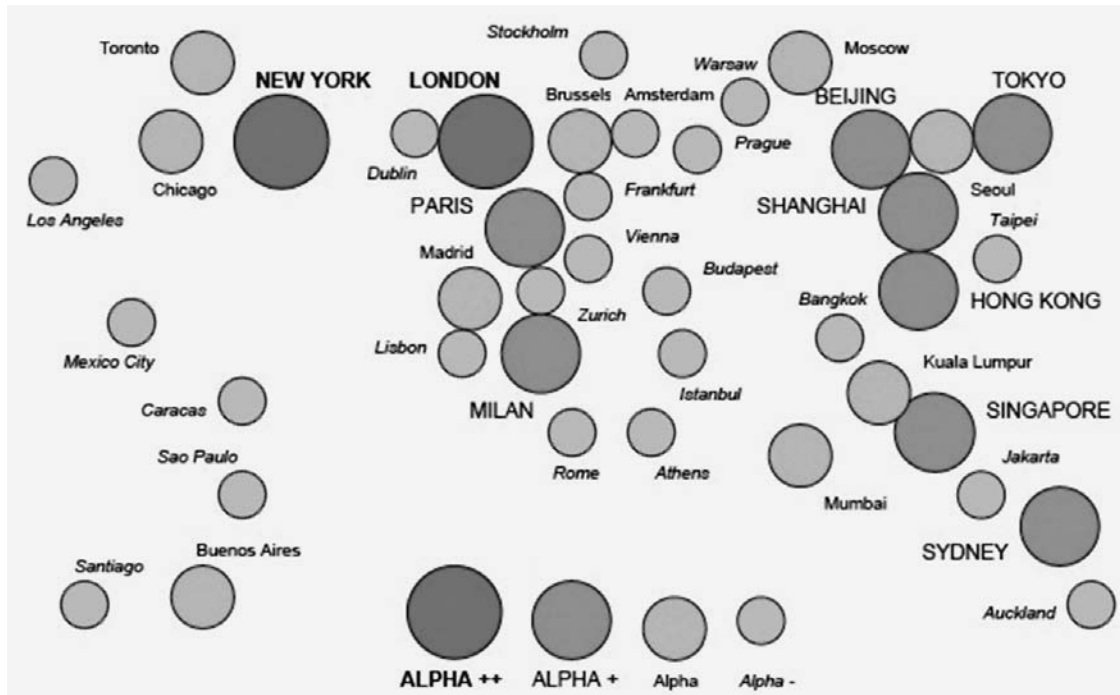 Stockholm
Toronto
Moscow
Warsaw
NEW YORK
LONDON
Brussels
Amsterdam
BEIJING
TOKYO
Prague
Dublin
Chicago
Frankfurt
Seoul
Los Angeles
PARIS
SHANGHAI
Taipei
Vienna
Madrid
Budapest
Bangkok
HONG KONG
Zurich
Lisbon
Mexico City
Kuala Lumpur
Istanbul
Caracas
MILAN
SINGAPORE
Sao Paulo
Rome
Athens
Jakarta
Mumbai
Buenos Aires
SYDNEY
Santiago
Auckland
ALPHA ++
ALPHA +
Alpha
Alpha -